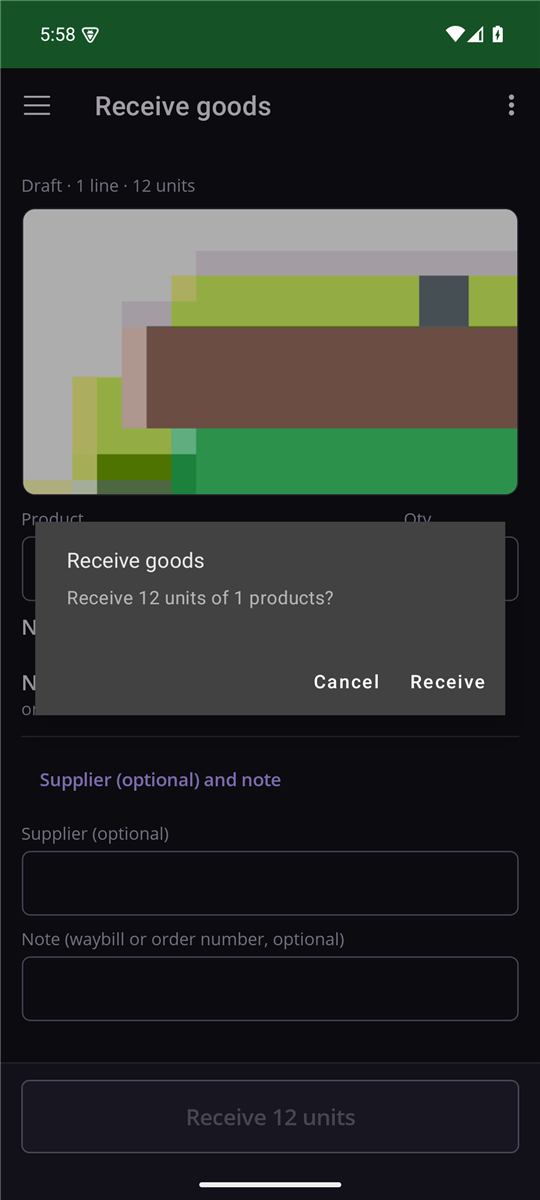 5:58
Receive goods
Draft · 1 line · 12 units
Product Qty
Receive goods
Receive 12 units of 1 products?
Cancel Receive
Supplier (optional) and note
Supplier (optional)
Note (waybill or order number, optional)
Receive 12 units